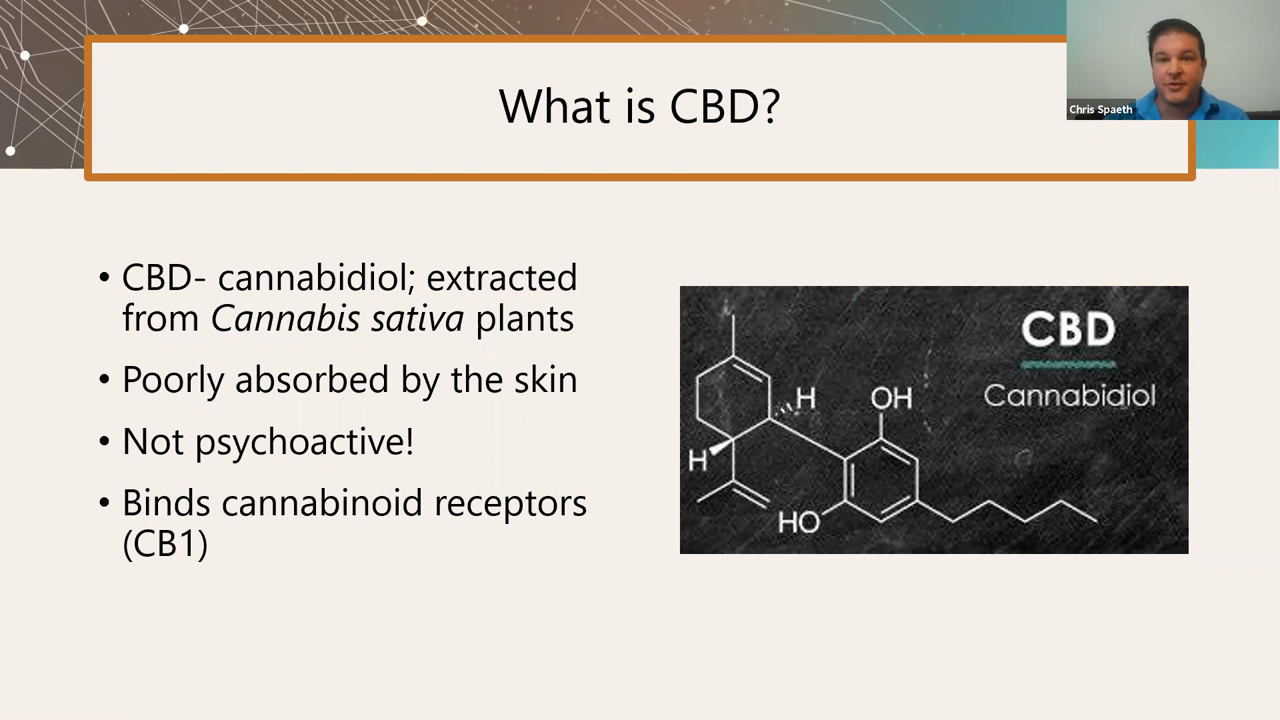 What is CBD?
Chris Spaeth
• CBD- cannabidiol; extracted
from Cannabis sativa plants
• Poorly absorbed by the skin
• Not psychoactive!
• Binds cannabinoid receptors
(CB1)
CBD
Cannabidiol
H
OH
H
HO